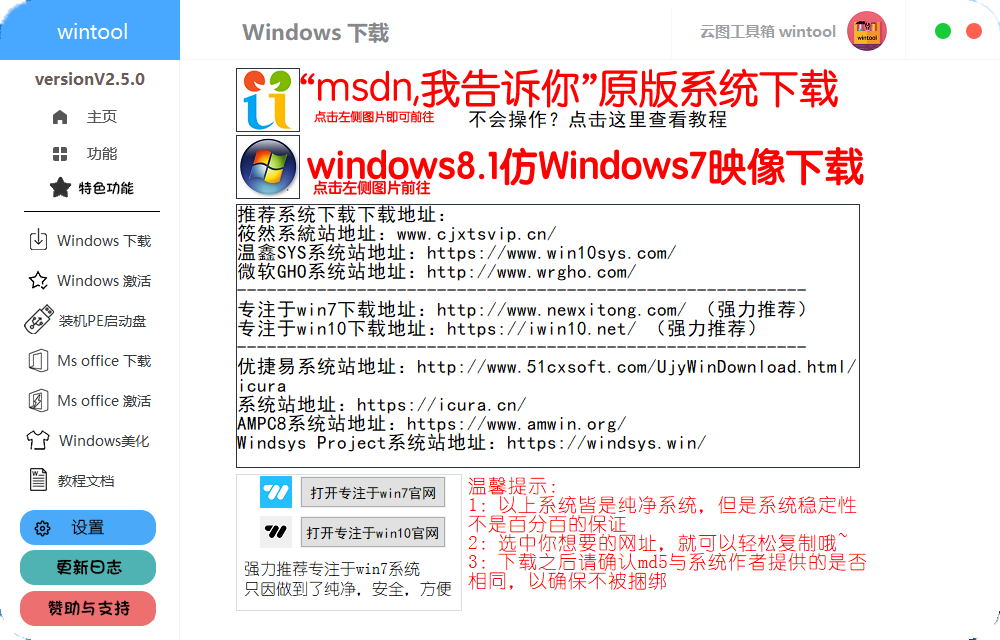 wintool
Windows 下载
云图工具箱 wintool
wintool
versionV2.5.0
主页
功能
特色功能
Windows 下载
Windows 激活
装机PE启动盘
Ms office 下载
Ms office 激活
Windows美化
教程文档
设置
更新日志
赞助与支持
“msdn,我告诉你”原版系统下载
点击左侧图片即可前往
不会操作？点击这里查看教程
windows8.1仿Windows7映像下载
点击左侧图片前往
推荐系统下载下载地址：
筱然系統站地址：www.cjxtsvip.cn/
温鑫SYS系统站地址：https://www.win10sys.com/
微软GHO系统站地址：http://www.wrgho.com/
---------------------------------------------------------
专注于win7下载地址：http://www.newxitong.com/ （强力推荐）
专注于win10下载地址：https://iwin10.net/ （强力推荐）
---------------------------------------------------------
优捷易系统站地址：http://www.51cxsoft.com/UjyWinDownload.html/
icura
系统站地址：https://icura.cn/
AMPC8系统站地址：https://www.amwin.org/
Windsys Project系统站地址：https://windsys.win/
打开专注于win7官网
打开专注于win10官网
强力推荐专注于win7系统
只因做到了纯净，安全，方便
温馨提示:
1: 以上系统皆是纯净系统，但是系统稳定性
不是百分百的保证
2: 选中你想要的网址，就可以轻松复制哦~
3: 下载之后请确认md5与系统作者提供的是否
相同，以确保不被捆绑